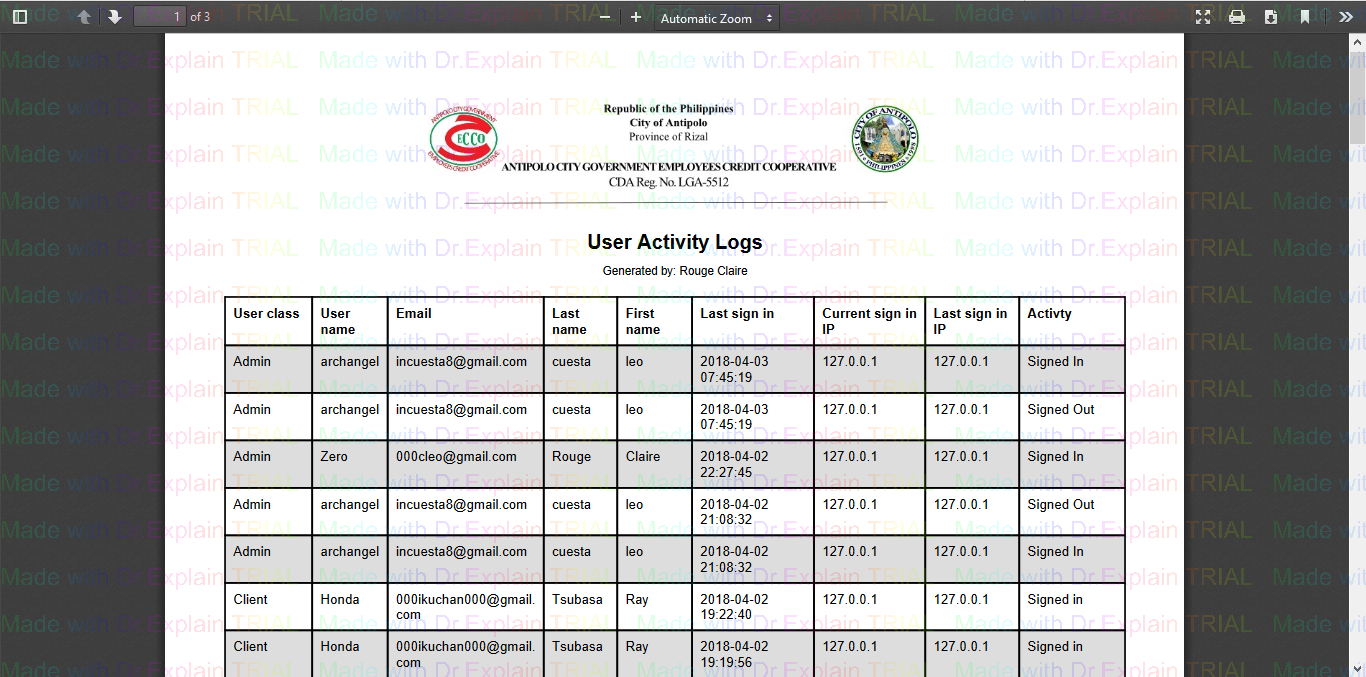 1 of 3
Automatic Zoom
Republic of the Philippines
City of Antipolo
Province of Rizal
ECCO
CITY OF ANTIPOLO
ANTIPOLO CITY GOVERNMENT EMPLOYEES CREDIT COOPERATIVE
CDA Reg. No. LGA-5512
User Activity Logs
Generated by: Rouge Claire
User class User name Email Last name First name Last sign in Current sign in IP Last sign in IP Activty
Admin archangel incuesta8@gmail.com cuesta leo 2018-04-03 07:45:19 127.0.0.1 127.0.0.1 Signed In
Admin archangel incuesta8@gmail.com cuesta leo 2018-04-03 07:45:19 127.0.0.1 127.0.0.1 Signed Out
Admin Zero 000cleo@gmail.com Rouge Claire 2018-04-02 22:27:45 127.0.0.1 127.0.0.1 Signed In
Admin archangel incuesta8@gmail.com cuesta leo 2018-04-02 21:08:32 127.0.0.1 127.0.0.1 Signed Out
Admin archangel incuesta8@gmail.com cuesta leo 2018-04-02 21:08:32 127.0.0.1 127.0.0.1 Signed In
Client Honda 000ikuchan000@gmail.com Tsubasa Ray 2018-04-02 19:22:40 127.0.0.1 127.0.0.1 Signed in
Client Honda 000ikuchan000@gmail.com Tsubasa Ray 2018-04-02 19:19:56 127.0.0.1 127.0.0.1 Signed in
Made with Dr.Explain TRIAL